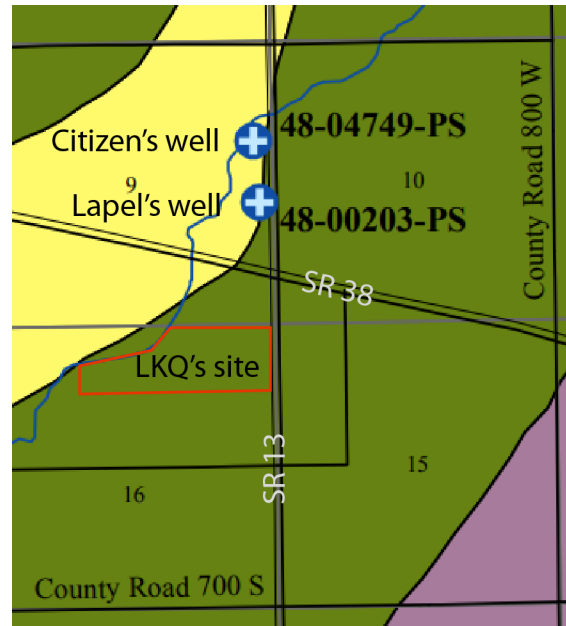 Citizen's well
48-04749-PS
9
10
Lapel's well
48-00203-PS
County Road 800 W
SR 38
LKQ's site
SR 13
15
16
County Road 700 S